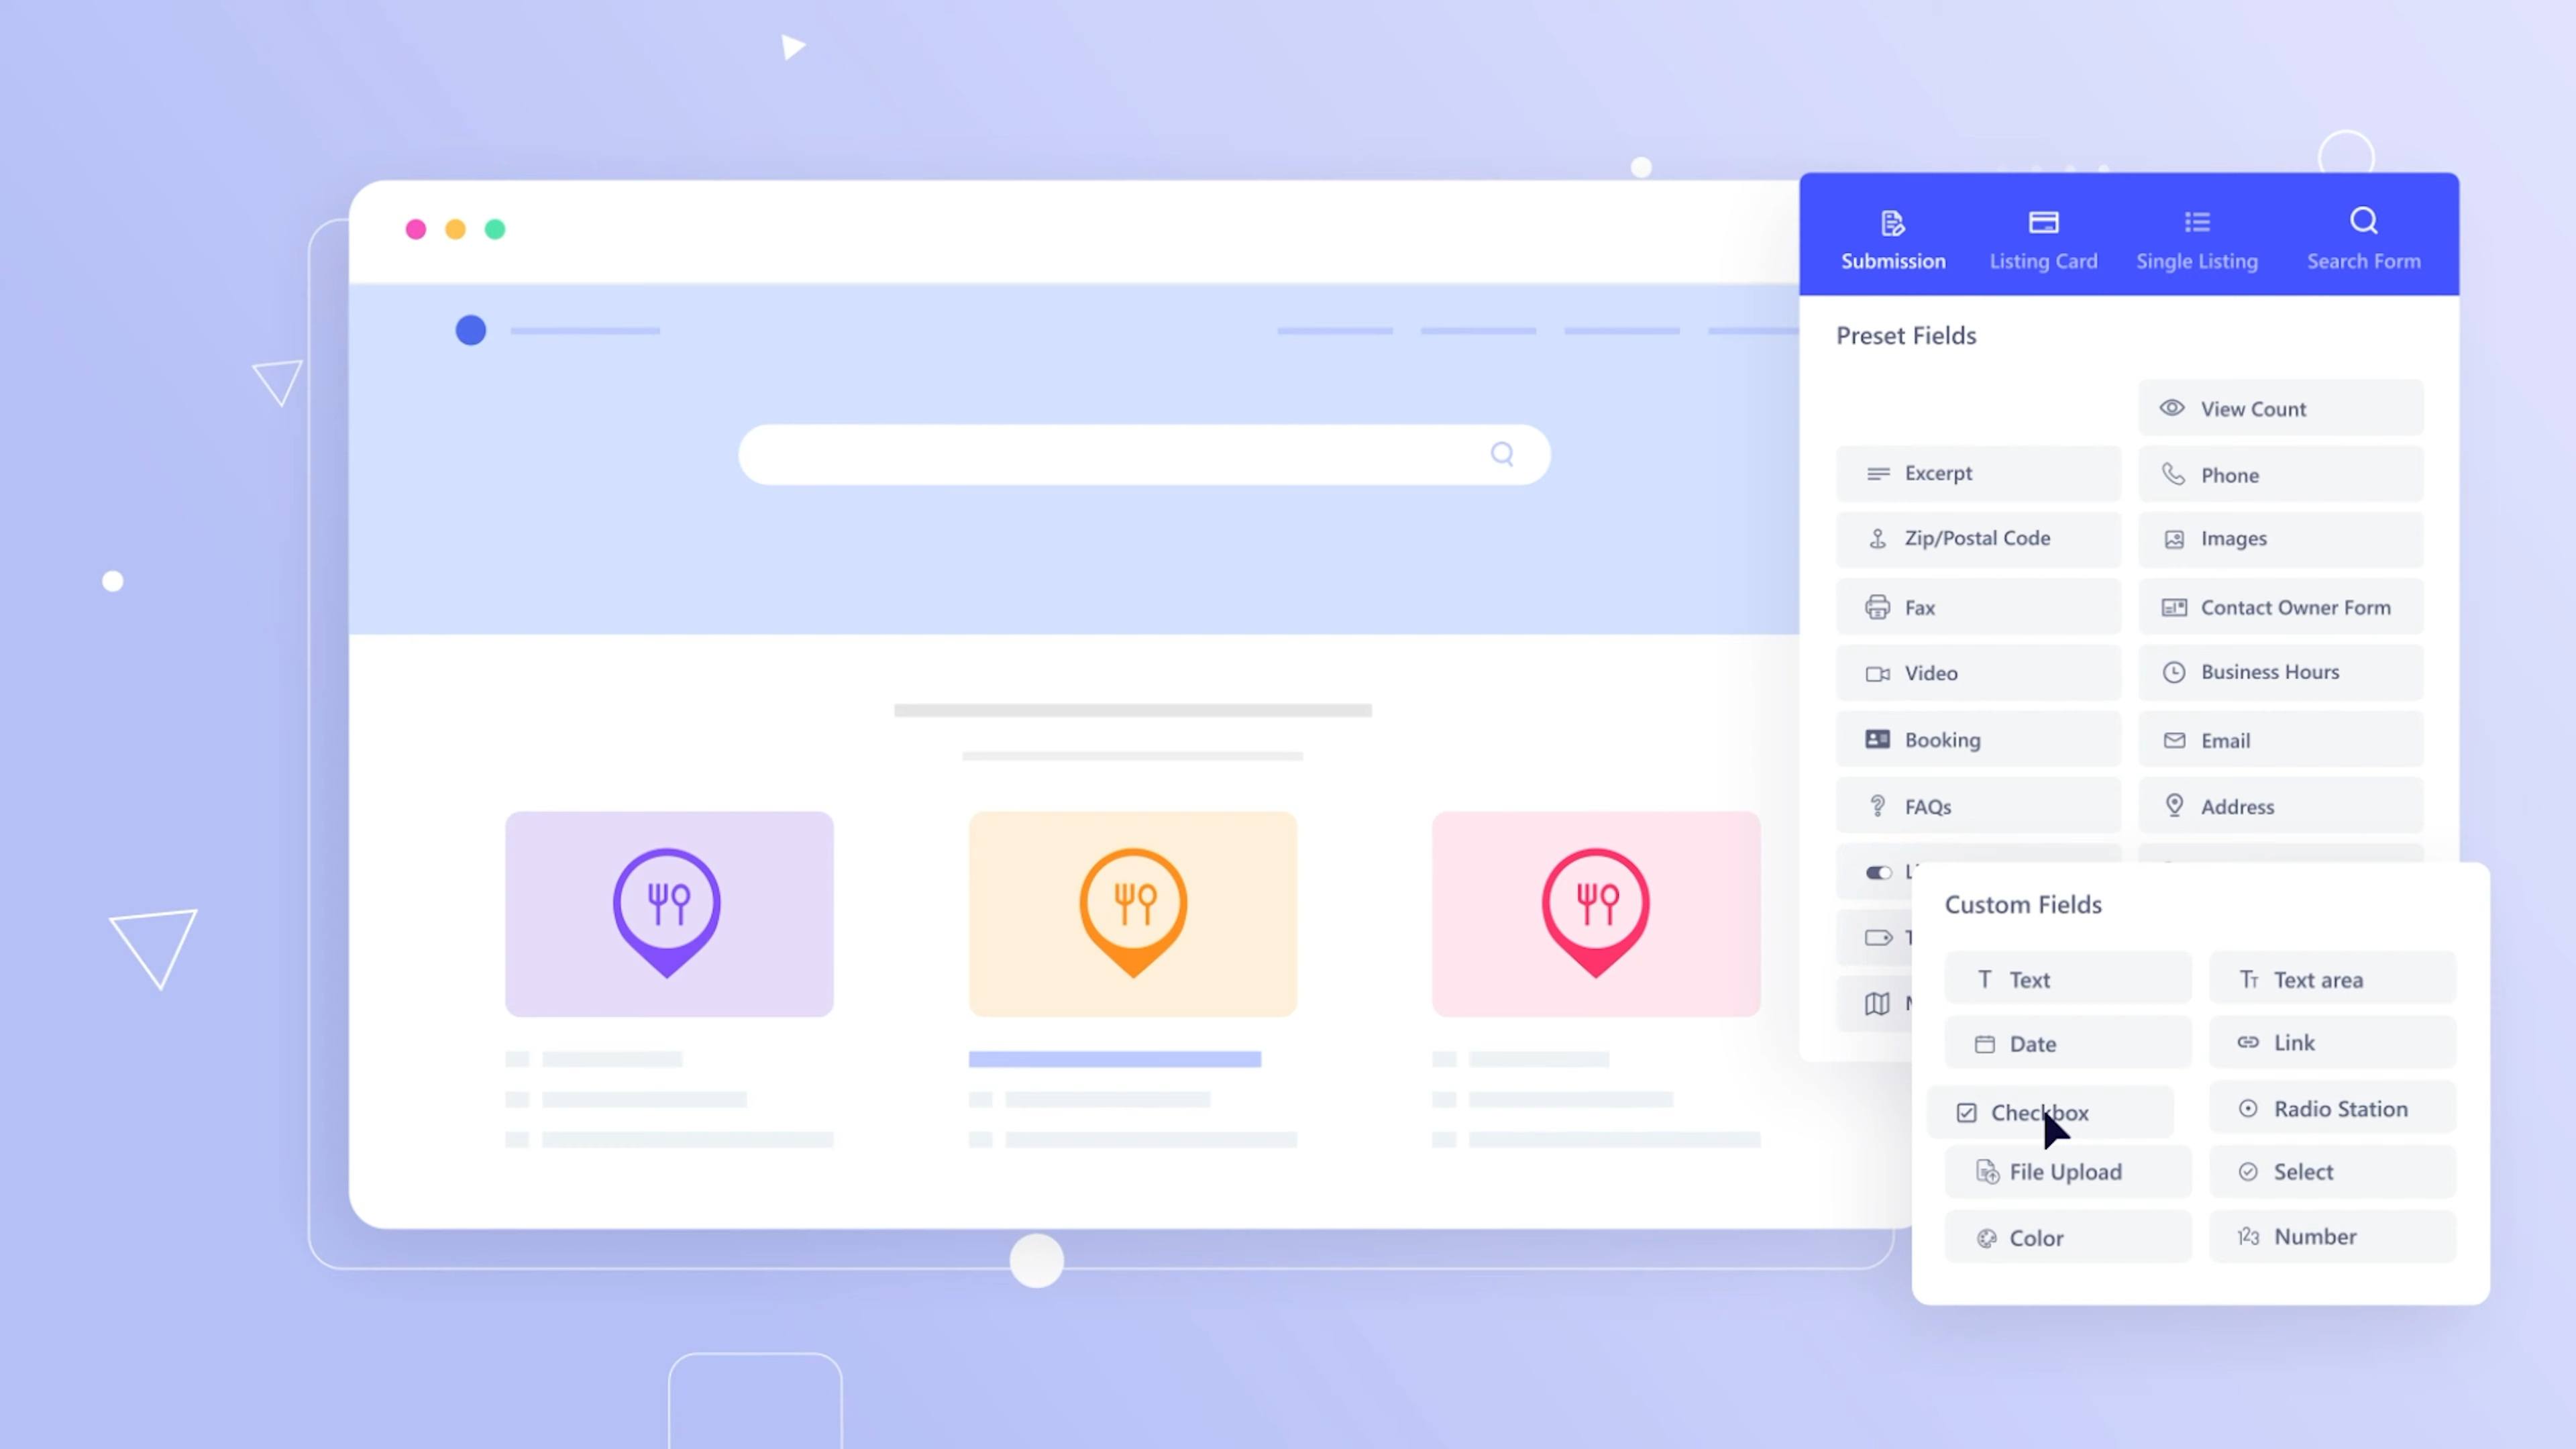 Submission
Listing Card
Single Listing
Search Form
Preset Fields
View Count
Excerpt
Phone
Zip/Postal Code
Images
Fax
Contact Owner Form
Video
Business Hours
Booking
Email
FAQs
Address
Custom Fields
Text
Text area
Date
Link
Checkbox
Radio Station
File Upload
Select
Color
123 Number